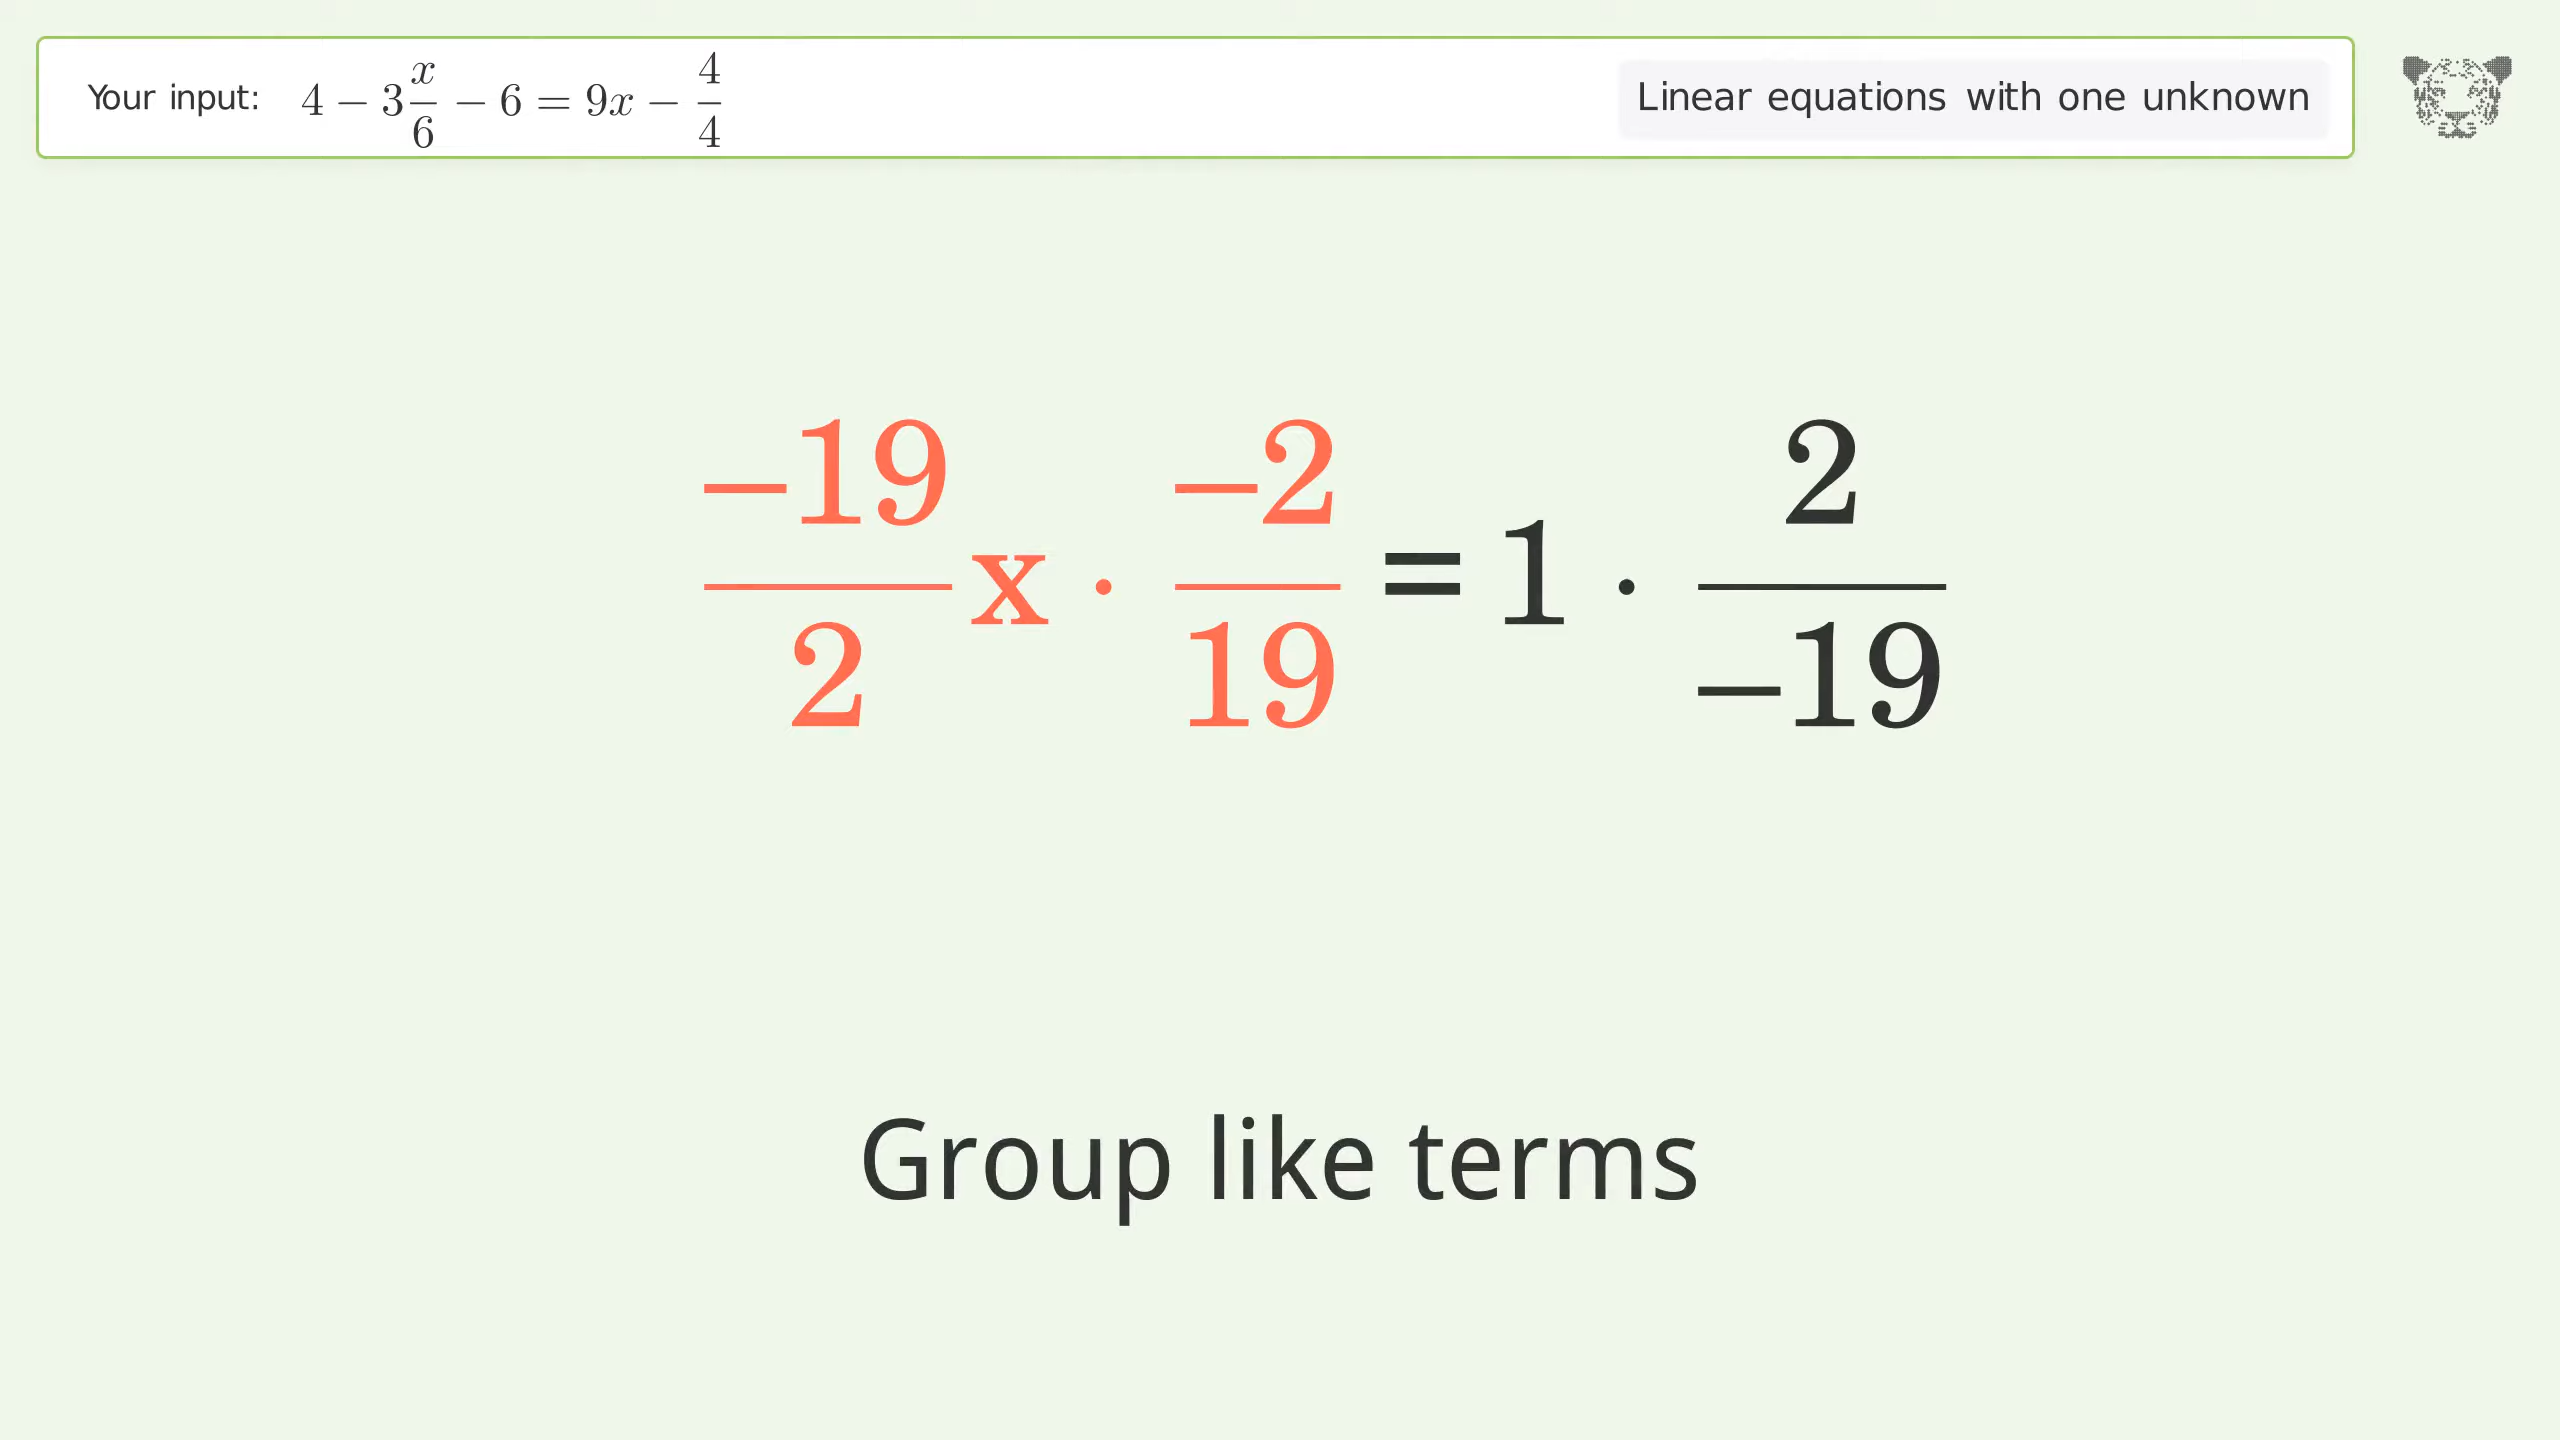 Your input: 4 − 3x/6 − 6 = 9x − 4/4
Linear equations with one unknown
−19/2 x · −2/19 = 1 · 2/−19
Group like terms